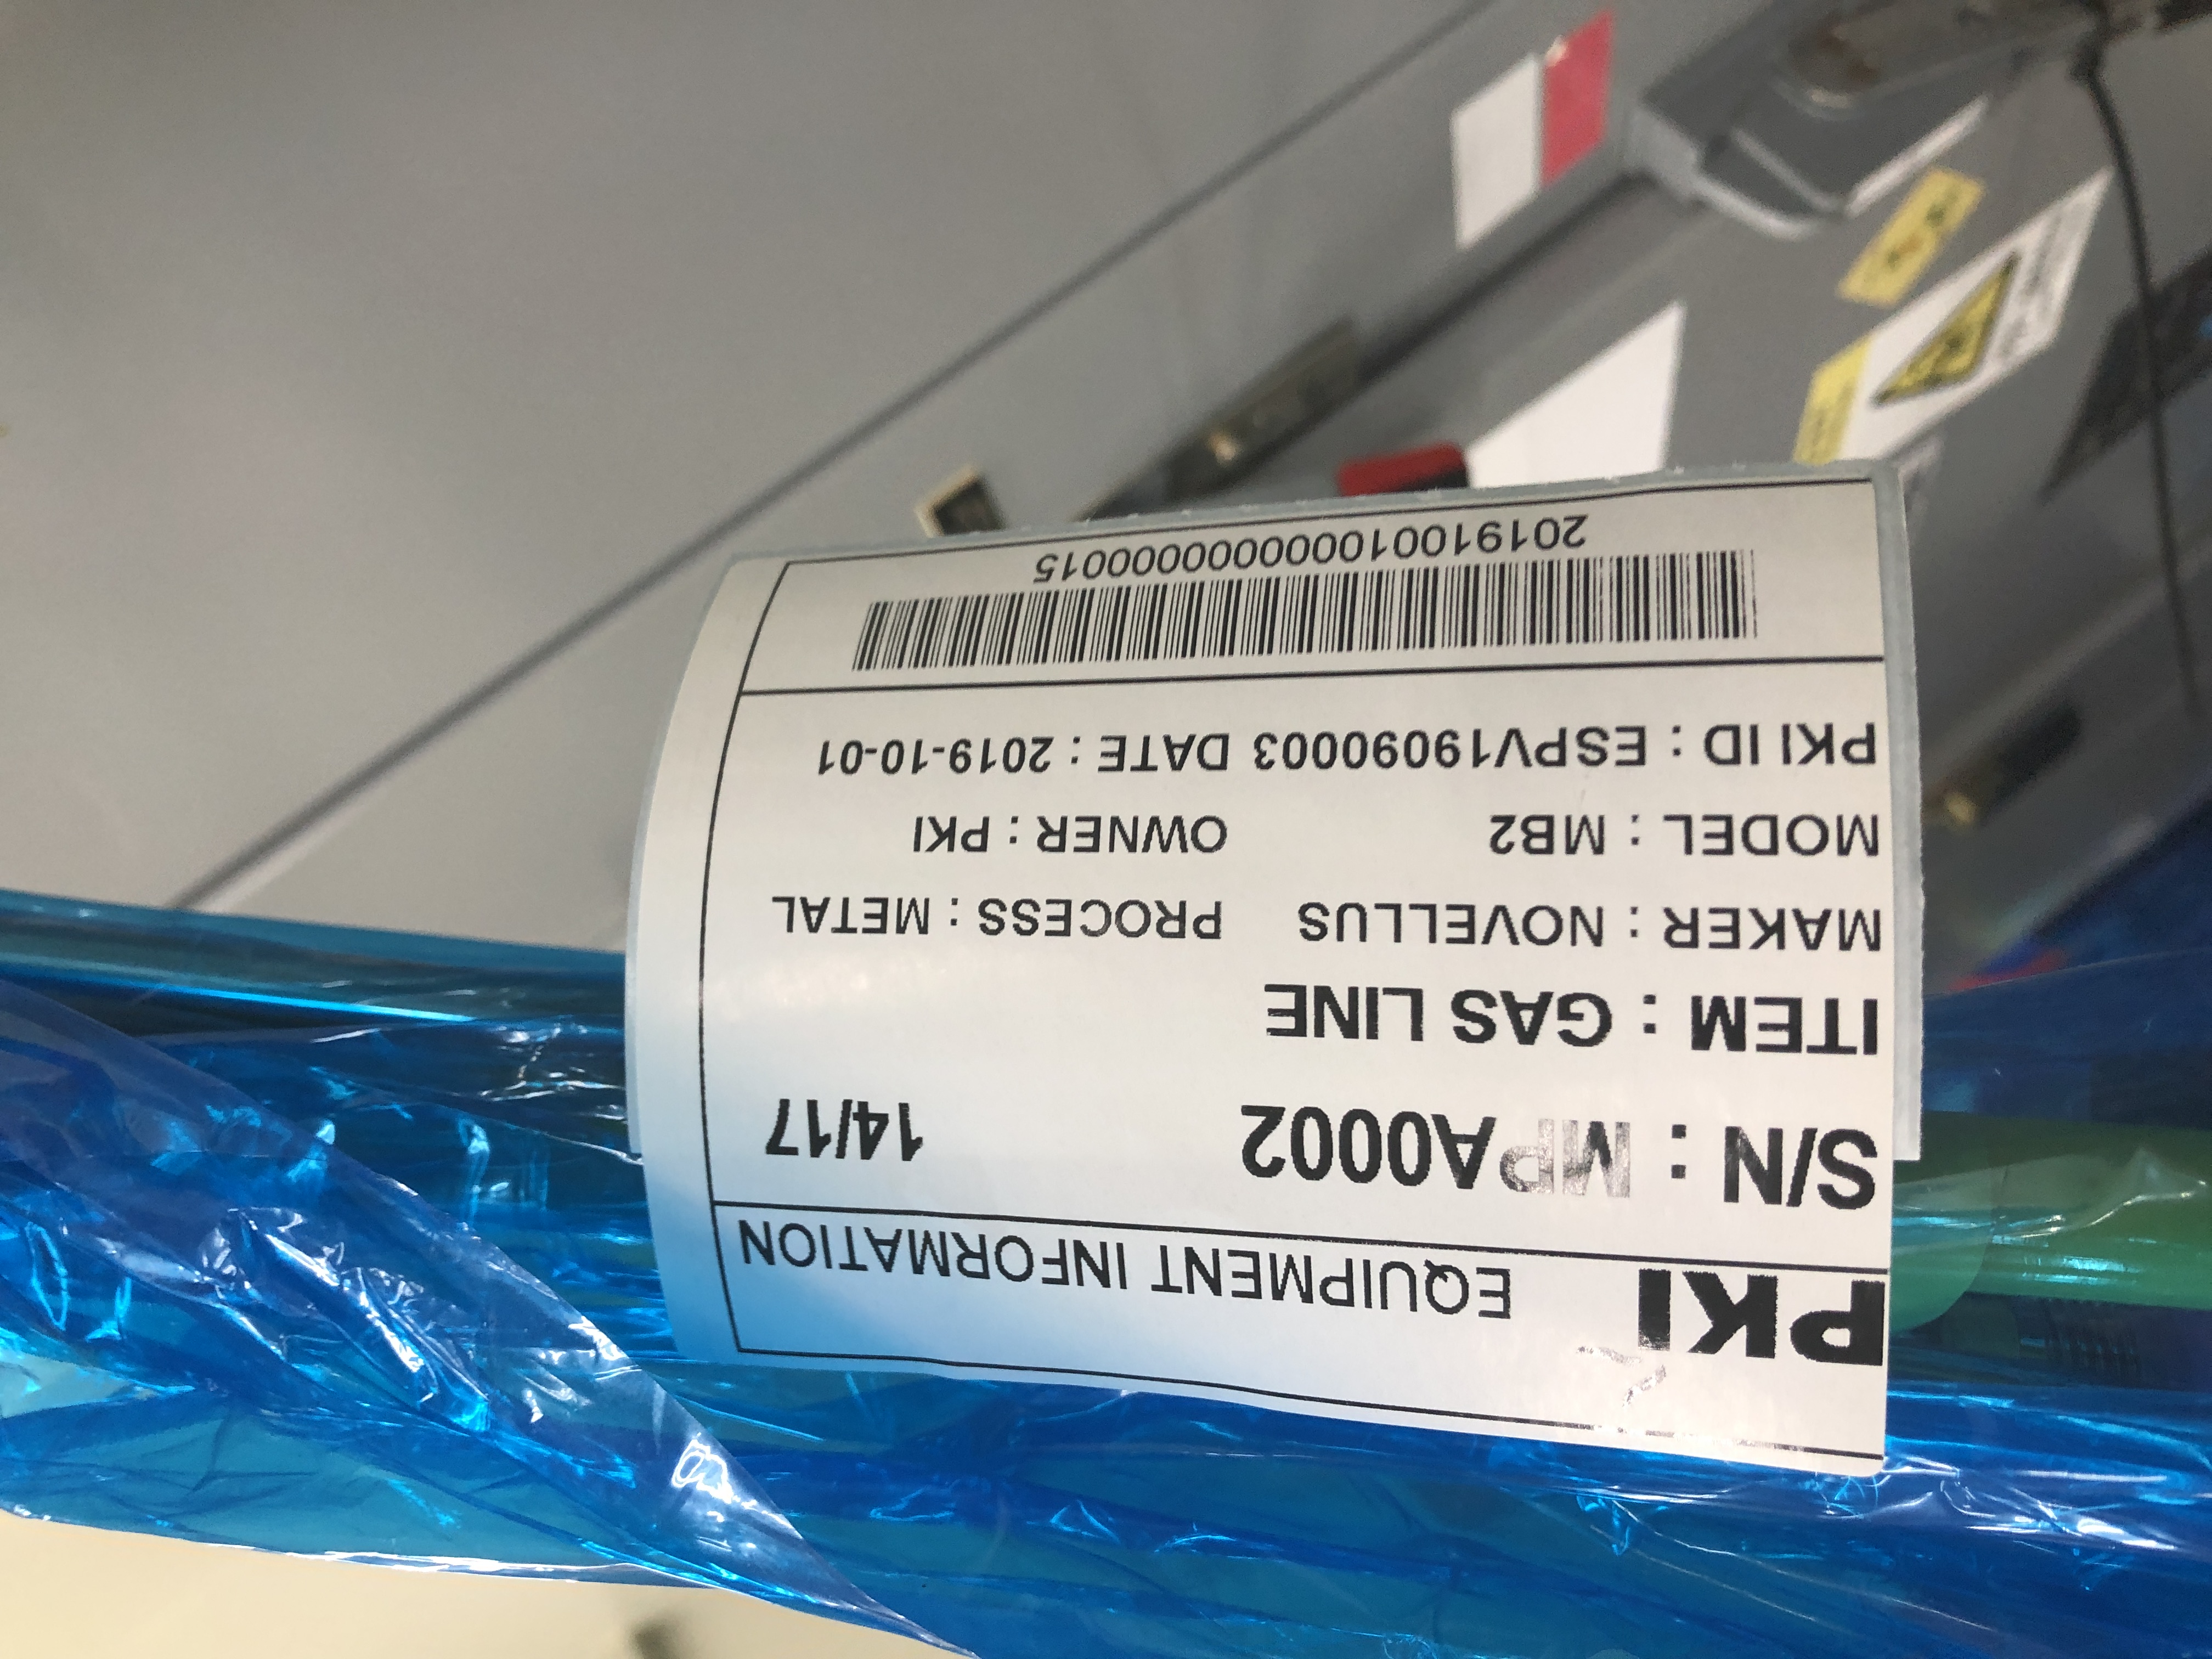 PKI EQUIPMENT INFORMATION
S/N : MPA0002 14/17
ITEM : GAS LINE
MAKER : NOVELLUS PROCESS : METAL
MODEL : MB2 OWNER : PKI
PKI ID : ESPV19090003 DATE : 2019-10-01
20191001000000000015